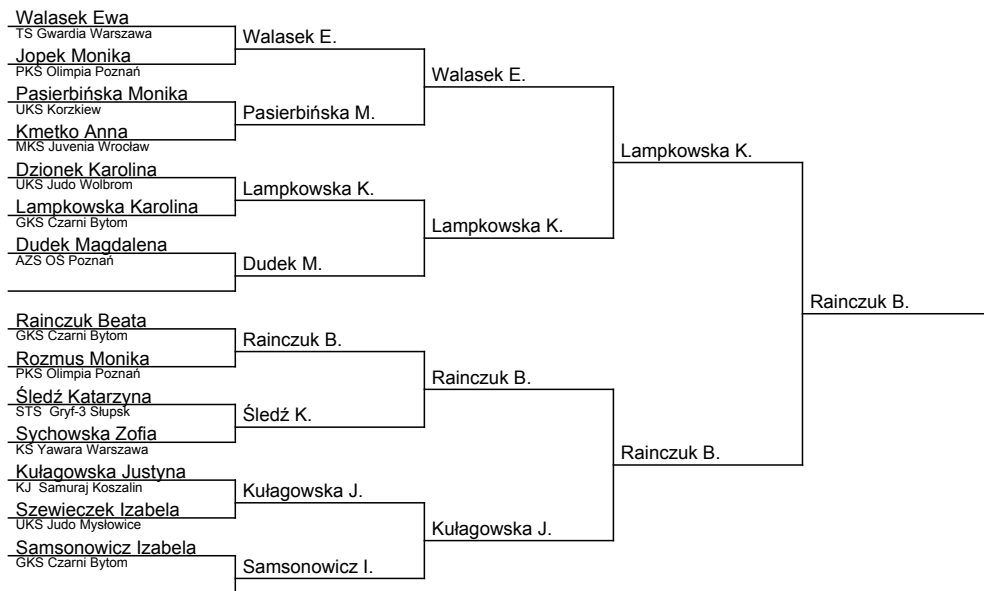 Walasek Ewa
TS Gwardia Warszawa
Walasek E.
Jopek Monika
PKS Olimpia Poznań
Walasek E.
Pasierbińska Monika
UKS Korzkiew
Pasierbińska M.
Kmetko Anna
MKS Juvenia Wrocław
Lampkowska K.
Dzionek Karolina
UKS Judo Wolbrom
Lampkowska K.
Lampkowska Karolina
GKS Czarni Bytom
Lampkowska K.
Dudek Magdalena
AZS OŚ Poznań
Dudek M.
Rainczuk B.
Rainczuk Beata
GKS Czarni Bytom
Rainczuk B.
Rozmus Monika
PKS Olimpia Poznań
Rainczuk B.
Śledź Katarzyna
STS Gryf-3 Słupsk
Śledź K.
Sychowska Zofia
KS Yawara Warszawa
Rainczuk B.
Kułagowska Justyna
KJ Samuraj Koszalin
Kułagowska J.
Szewieczek Izabela
UKS Judo Mysłowice
Kułagowska J.
Samsonowicz Izabela
GKS Czarni Bytom
Samsonowicz I.